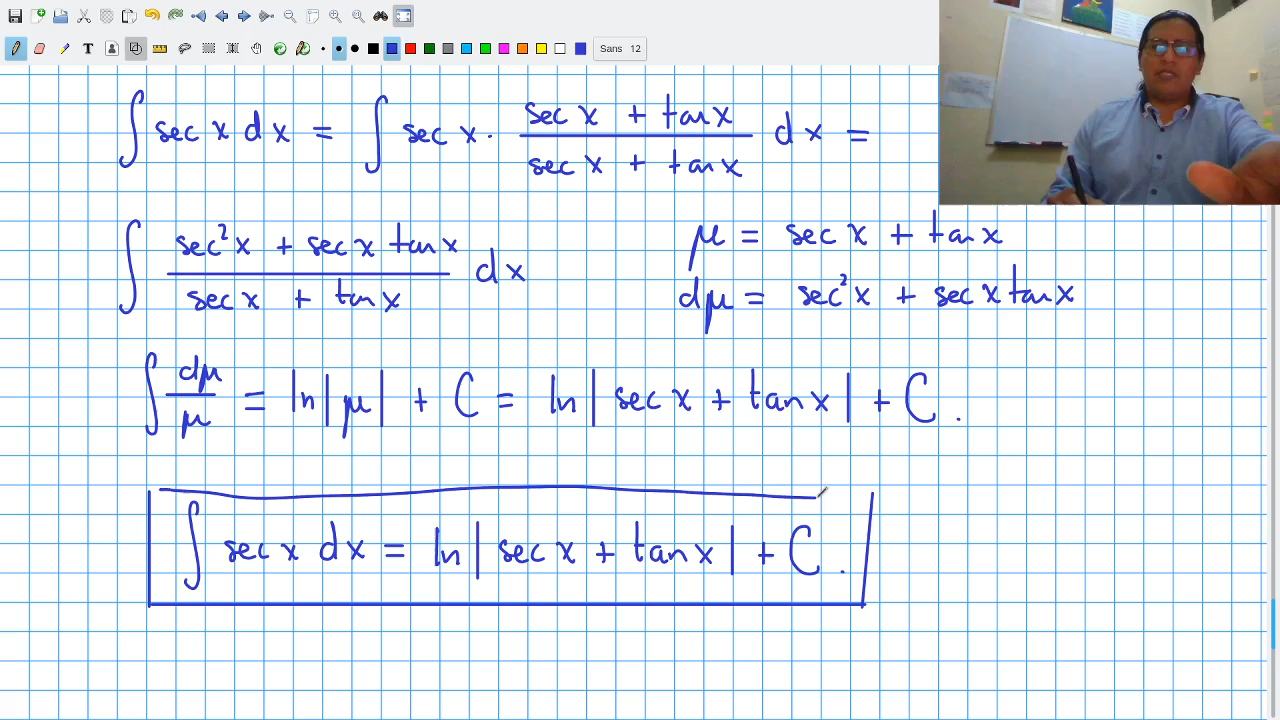 Sans 12
∫ sec x dx = ∫ sec x · (sec x + tan x)/(sec x + tan x) dx =
∫ (sec²x + sec x tan x)/(sec x + tan x) dx
μ = sec x + tan x
dμ = sec²x + sec x tan x
∫ dμ/μ = ln|μ| + C = ln|sec x + tan x| + C.
∫ sec x dx = ln|sec x + tan x| + C.